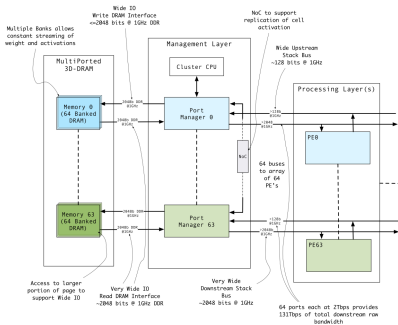 Wide IO
Write DRAM Interface
<=2048 bits @ 1GHz DDR
Multiple Banks allows
constant streaming of
weight and activations
NoC to support
replication of cell
activation
Management Layer
Wide Upstream
Stack Bus
~128 bits @ 1GHz
MultiPorted
3D-DRAM
Cluster CPU
Processing Layer(s)
Memory 0
(64 Banked
DRAM)
Port
Manager 0
PE0
NoC
64 buses
to array
of 64
PE's
Memory 63
(64 Banked
DRAM)
Port
Manager 63
PE63
Access to larger
portion of page to
support Wide IO
Very Wide IO
Read DRAM Interface
~2048 bits @ 1GHz DDR
Very Wide
Downstream Stack
Bus
~2048 bits @ 1GHz
64 ports each at 2Tbps provides
131Tbps of total downstream raw
bandwidth